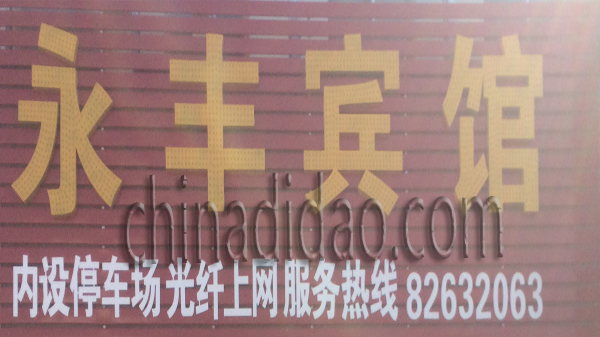 永丰宾馆
chinadidao.com
内设停车场 光纤上网 服务热线 82632063